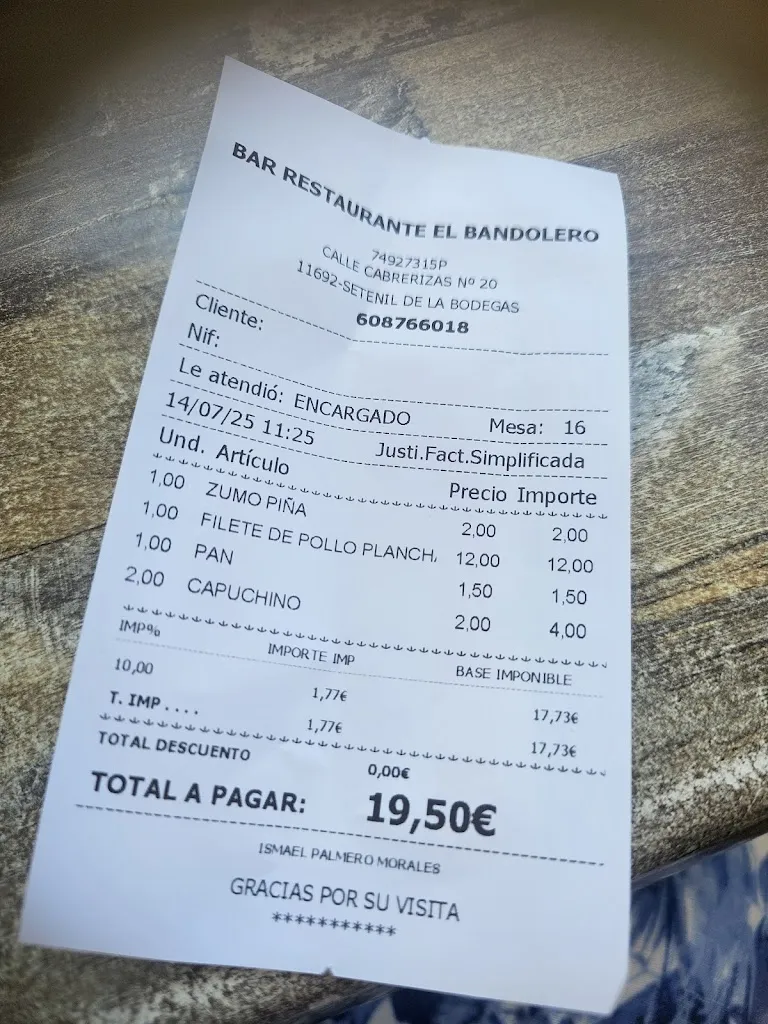 BAR RESTAURANTE EL BANDOLERO
74927315P
CALLE CABRERIZAS Nº 20
11692-SETENIL DE LA BODEGAS
608766018
Cliente:
Nif:
Le atendió: ENCARGADO Mesa: 16
14/07/25 11:25 Justi.Fact.Simplificada
Und. Artículo Precio Importe
1,00 ZUMO PIÑA 2,00 2,00
1,00 FILETE DE POLLO PLANCHA 12,00 12,00
1,00 PAN 1,50 1,50
2,00 CAPUCHINO 2,00 4,00
IMP% IMPORTE IMP BASE IMPONIBLE
10,00 1,77€ 17,73€
T. IMP.... 1,77€ 17,73€
TOTAL DESCUENTO 0,00€
TOTAL A PAGAR: 19,50€
ISMAEL PALMERO MORALES
GRACIAS POR SU VISITA
***********